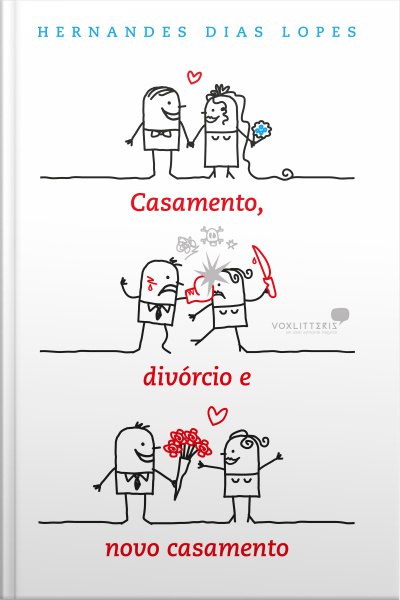 HERNANDES DIAS LOPES
Casamento,
VOXLITTERIS
divórcio e
novo casamento